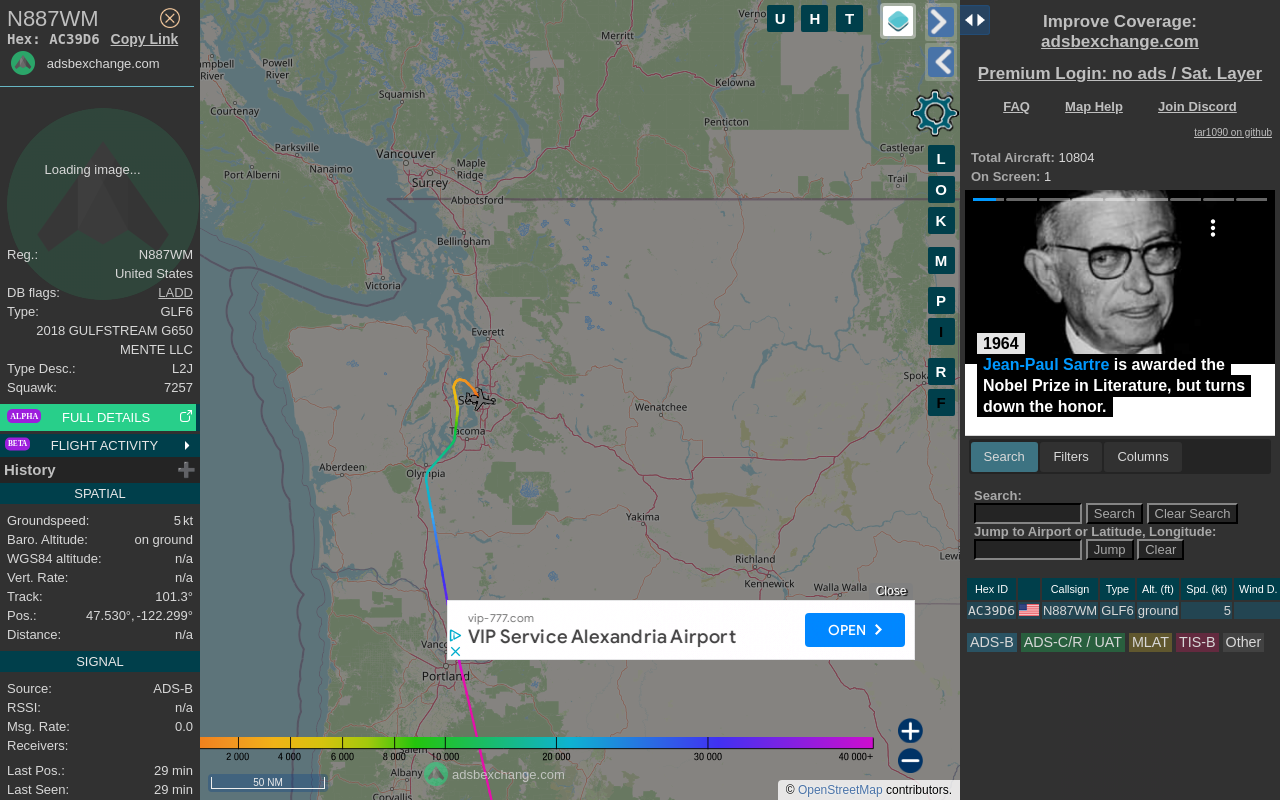 N887WM
Hex: AC39D6 Copy Link
adsbexchange.com
Loading image...
Reg.: N887WM
United States
DB flags: LADD
Type: GLF6
2018 GULFSTREAM G650
MENTE LLC
Type Desc.: L2J
Squawk: 7257
ALPHA FULL DETAILS
BETA FLIGHT ACTIVITY
History
SPATIAL
Groundspeed: 5 kt
Baro. Altitude: on ground
WGS84 altitude: n/a
Vert. Rate: n/a
Track: 101.3°
Pos.: 47.530°, -122.299°
Distance: n/a
SIGNAL
Source: ADS-B
RSSI: n/a
Msg. Rate: 0.0
Receivers:
Last Pos.: 29 min
Last Seen: 29 min
U H T
L
O
K
M
P
I
R
F
Merritt
Powell
River
River
Squamish
Kelowna
Courtenay
Penticton
Parksville
Vancouver
Castlegar
Nanaimo
Maple
Ridge
Port Alberni
Surrey
Trail
Abbotsford
Bellingham
Victoria
Everett
Wenatchee
Tacoma
Aberdeen
Olympia
Yakima
Richland
Kennewick
Walla Walla
Portland
Albany
Corvallis
Close
vip-777.com
VIP Service Alexandria Airport
OPEN
2 000 4 000 6 000 8 000 10 000 20 000 30 000 40 000+
adsbexchange.com
50 NM
© OpenStreetMap contributors.
Improve Coverage:
adsbexchange.com
Premium Login: no ads / Sat. Layer
FAQ Map Help Join Discord
tar1090 on github
Total Aircraft: 10804
On Screen: 1
1964
Jean-Paul Sartre is awarded the
Nobel Prize in Literature, but turns
down the honor.
Search Filters Columns
Search:
Search Clear Search
Jump to Airport or Latitude, Longitude:
Jump Clear
Hex ID Callsign Type Alt. (ft) Spd. (kt) Wind D.
AC39D6 N887WM GLF6 ground 5
ADS-B ADS-C/R / UAT MLAT TIS-B Other